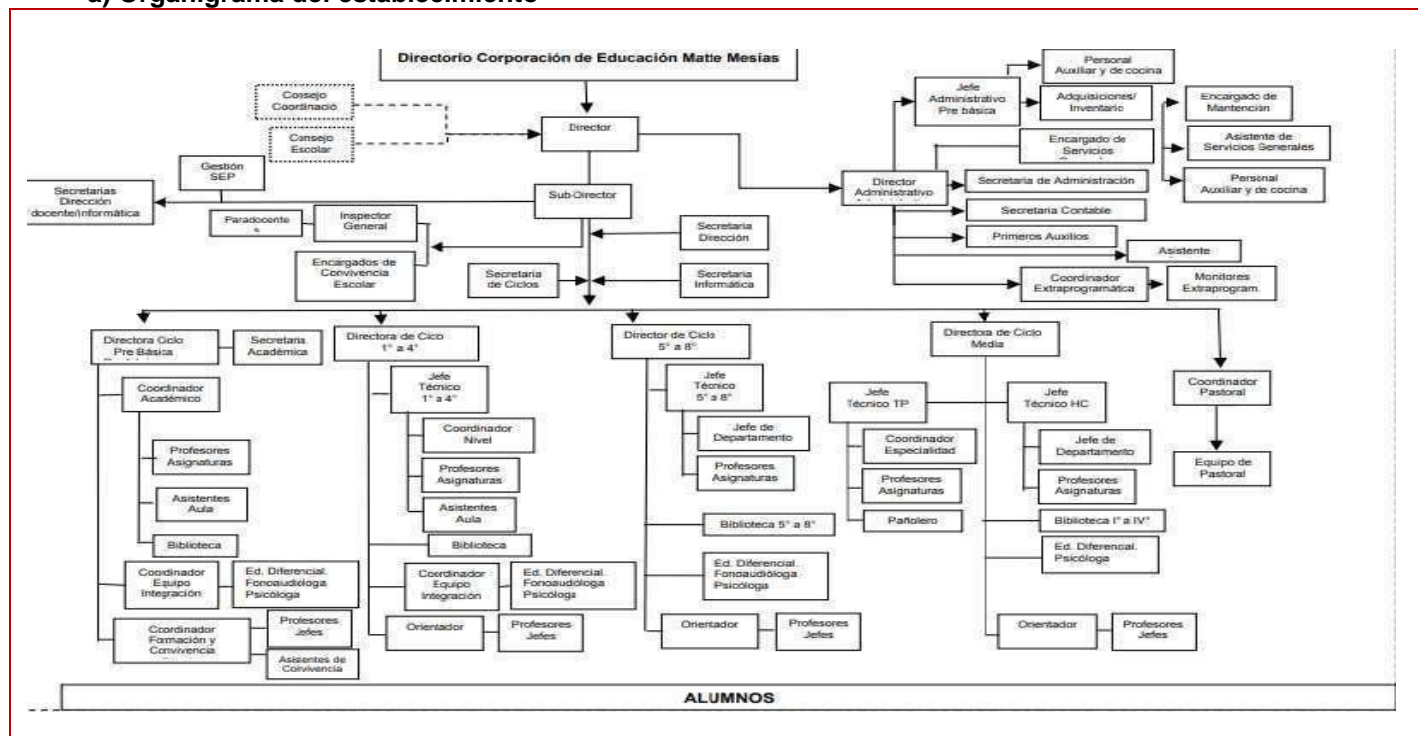 a) Organigrama del establecimiento
Directorio Corporación de Educación Matte Mesías
Consejo
Coordinació
Consejo
Escolar
Director
Gestión
SEP
Secretarias
Dirección
docente/informática
Sub-Director
Paradocente
s
Inspector
General
Encargados de
Convivencia
Escolar
Secretaria
Dirección
Secretaria
de Ciclos
Secretaria
Informática
Jefe
Administrativo
Pre básica
Personal
Auxiliar y de cocina
Adquisiciones/
Inventario
Encargado de
Servicios
Encargado de
Mantención
Asistente de
Servicios Generales
Personal
Auxiliar y de cocina
Director
Administrativo
Secretaria de Administración
Secretaria Contable
Primeros Auxilios
Asistente
Coordinador
Extraprogramática
Monitores
Extraprogram.
Directora Ciclo
Pre Básica
Secretaria
Académica
Coordinador
Académico
Profesores
Asignaturas
Asistentes
Aula
Biblioteca
Coordinador
Equipo
Integración
Ed. Diferencial.
Fonoaudióloga
Psicóloga
Coordinador
Formación y
Convivencia
Profesores
Jefes
Asistentes de
Convivencia
Directora de Cico
1° a 4°
Jefe
Técnico
1° a 4°
Coordinador
Nivel
Profesores
Asignaturas
Asistentes
Aula
Biblioteca
Coordinador
Equipo
Integración
Ed. Diferencial.
Fonoaudióloga
Psicóloga
Orientador
Profesores
Jefes
Director de Ciclo
5° a 8°
Jefe
Técnico
5° a 8°
Jefe de
Departamento
Profesores
Asignaturas
Biblioteca 5° a 8°
Ed. Diferencial.
Fonoaudióloga
Psicóloga
Orientador
Profesores
Jefes
Directora de Ciclo
Media
Jefe
Técnico TP
Coordinador
Especialidad
Profesores
Asignaturas
Pañolero
Jefe
Técnico HC
Jefe de
Departamento
Profesores
Asignaturas
Biblioteca I° a IV°
Ed. Diferencial.
Psicóloga
Orientador
Profesores
Jefes
Coordinador
Pastoral
Equipo de
Pastoral
ALUMNOS